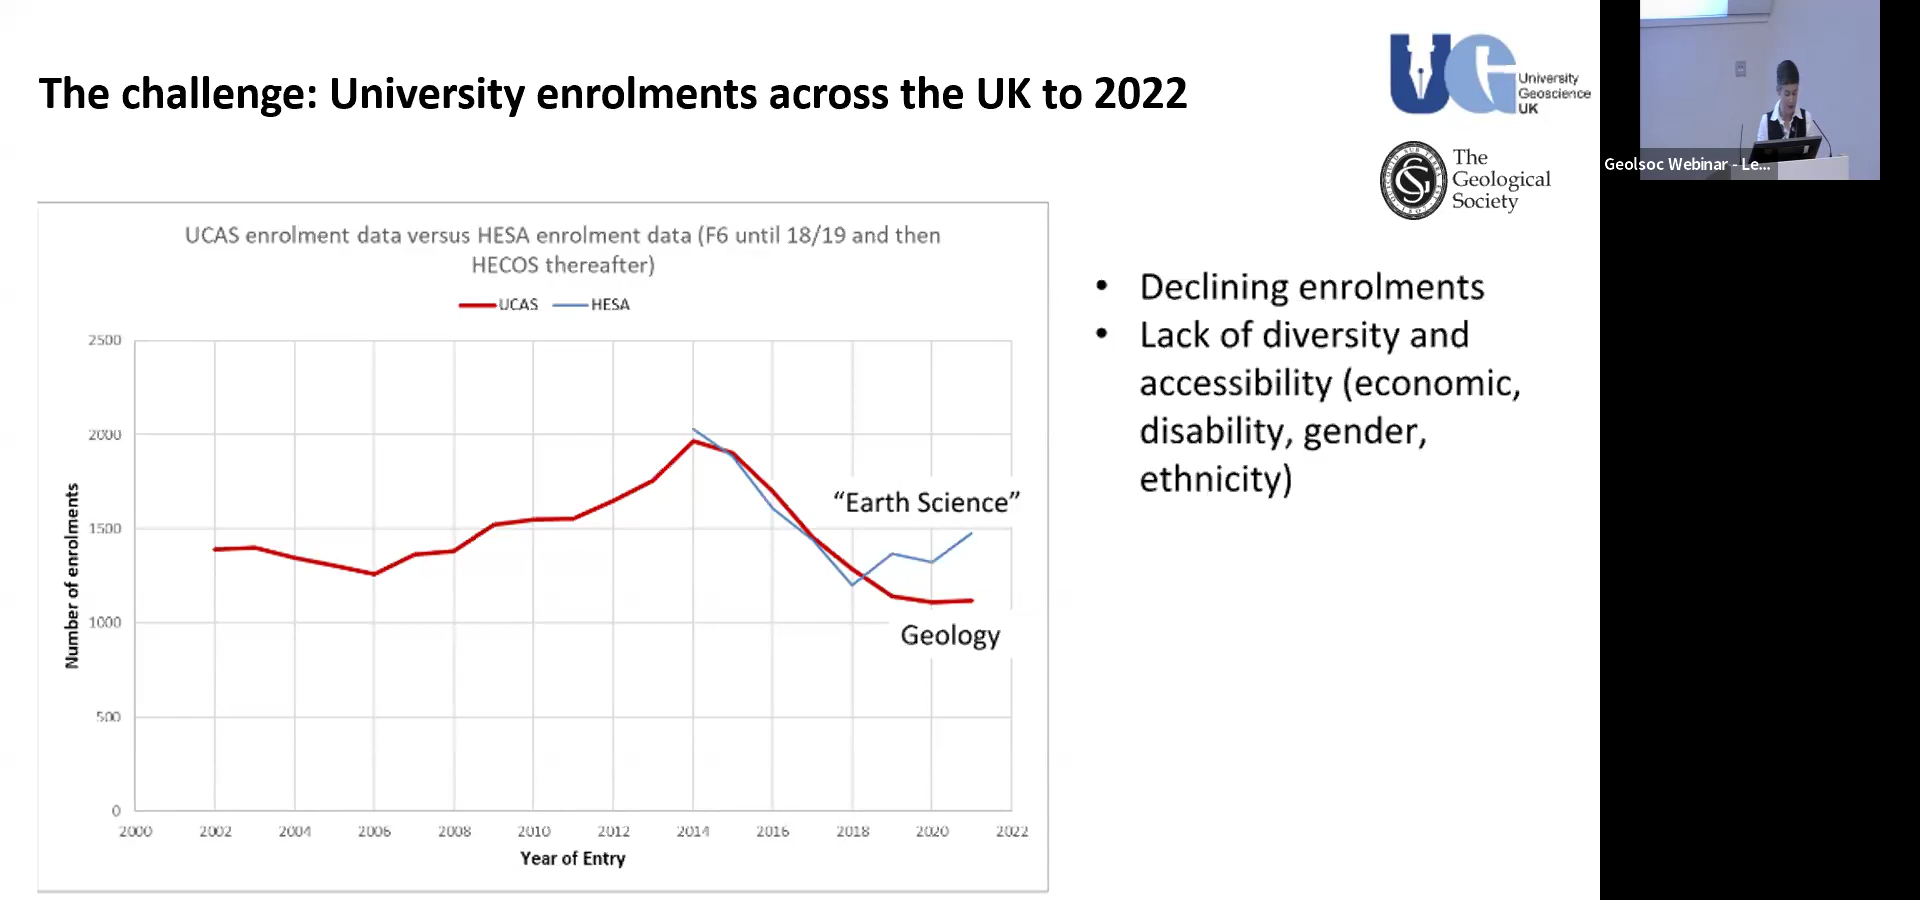 The challenge: University enrolments across the UK to 2022
University
Geoscience
UK
The
Geological
Society
Geolsoc Webinar - Le...
UCAS enrolment data versus HESA enrolment data (F6 until 18/19 and then
HECOS thereafter)
UCAS HESA
2500
2000
1500
1000
500
0
Number of enrolments
2000 2002 2004 2006 2008 2010 2012 2014 2016 2018 2020 2022
Year of Entry
“Earth Science”
Geology
• Declining enrolments
• Lack of diversity and
accessibility (economic,
disability, gender,
ethnicity)